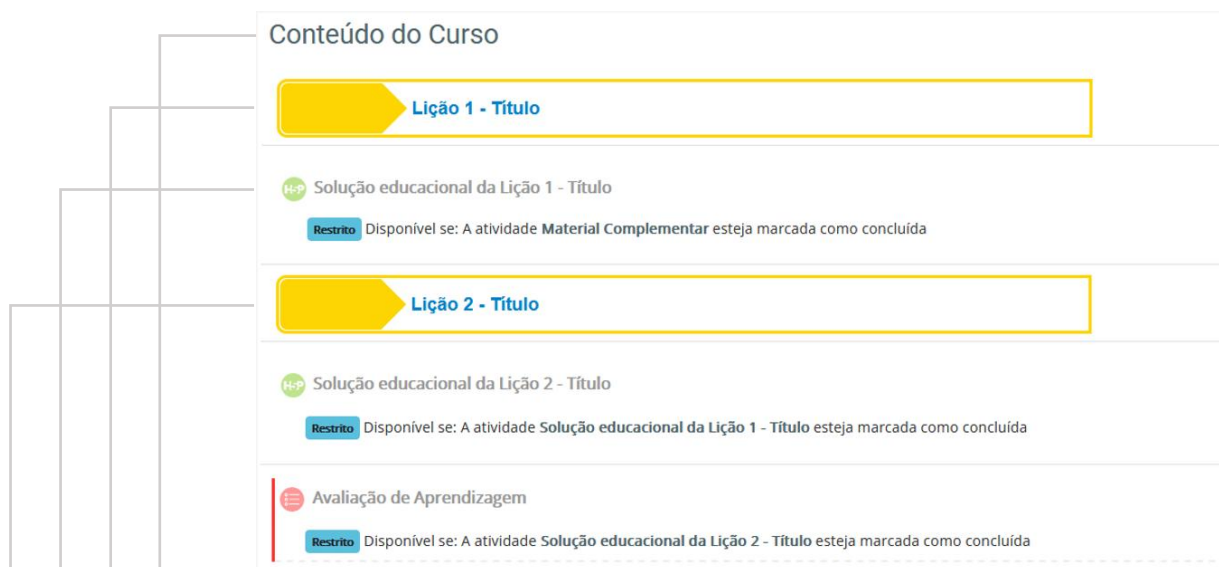 Conteúdo do Curso
Lição 1 - Título
H-P Solução educacional da Lição 1 - Título
Restrito Disponível se: A atividade Material Complementar esteja marcada como concluída
Lição 2 - Título
H-P Solução educacional da Lição 2 - Título
Restrito Disponível se: A atividade Solução educacional da Lição 1 - Título esteja marcada como concluída
Avaliação de Aprendizagem
Restrito Disponível se: A atividade Solução educacional da Lição 2 - Título esteja marcada como concluída